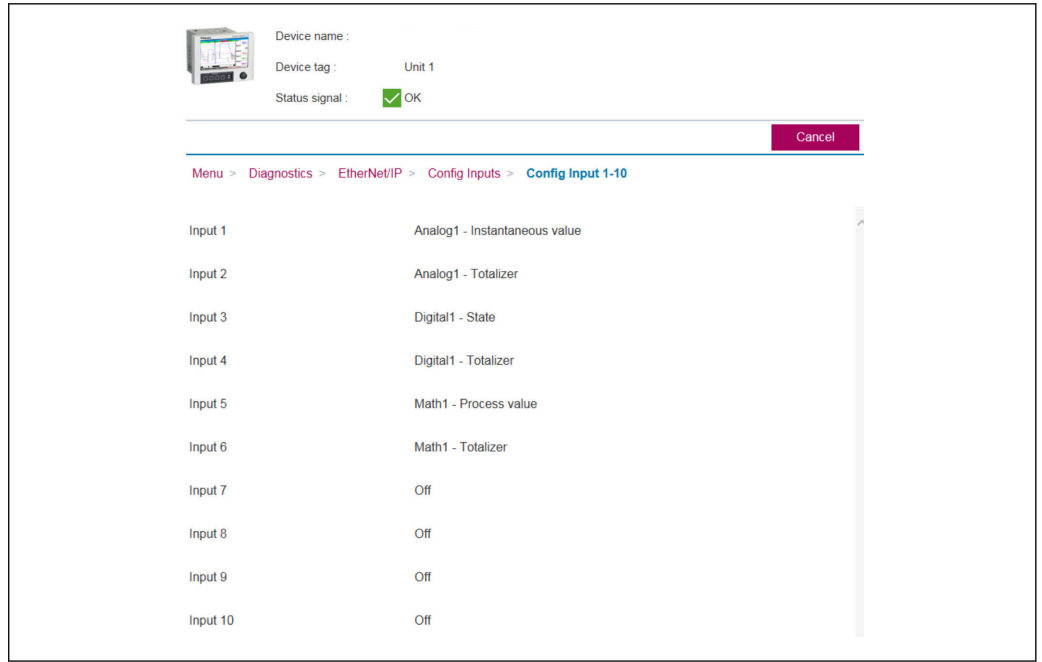 Device name :
Device tag : Unit 1
Status signal : OK
Cancel
Menu > Diagnostics > EtherNet/IP > Config Inputs > Config Input 1-10
Input 1 Analog1 - Instantaneous value
Input 2 Analog1 - Totalizer
Input 3 Digital1 - State
Input 4 Digital1 - Totalizer
Input 5 Math1 - Process value
Input 6 Math1 - Totalizer
Input 7 Off
Input 8 Off
Input 9 Off
Input 10 Off